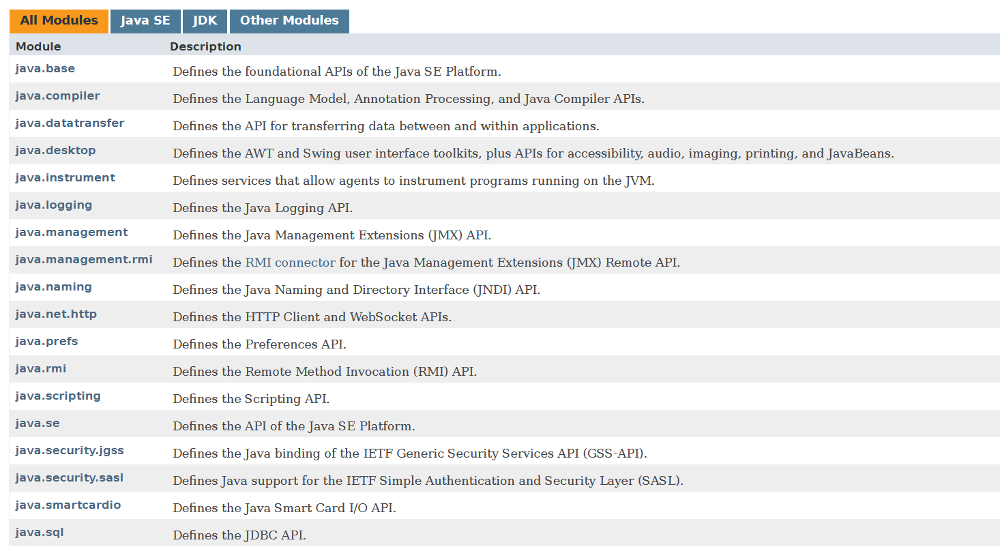 All Modules Java SE JDK Other Modules
Module Description
java.base Defines the foundational APIs of the Java SE Platform.
java.compiler Defines the Language Model, Annotation Processing, and Java Compiler APIs.
java.datatransfer Defines the API for transferring data between and within applications.
java.desktop Defines the AWT and Swing user interface toolkits, plus APIs for accessibility, audio, imaging, printing, and JavaBeans.
java.instrument Defines services that allow agents to instrument programs running on the JVM.
java.logging Defines the Java Logging API.
java.management Defines the Java Management Extensions (JMX) API.
java.management.rmi Defines the RMI connector for the Java Management Extensions (JMX) Remote API.
java.naming Defines the Java Naming and Directory Interface (JNDI) API.
java.net.http Defines the HTTP Client and WebSocket APIs.
java.prefs Defines the Preferences API.
java.rmi Defines the Remote Method Invocation (RMI) API.
java.scripting Defines the Scripting API.
java.se Defines the API of the Java SE Platform.
java.security.jgss Defines the Java binding of the IETF Generic Security Services API (GSS-API).
java.security.sasl Defines Java support for the IETF Simple Authentication and Security Layer (SASL).
java.smartcardio Defines the Java Smart Card I/O API.
java.sql Defines the JDBC API.